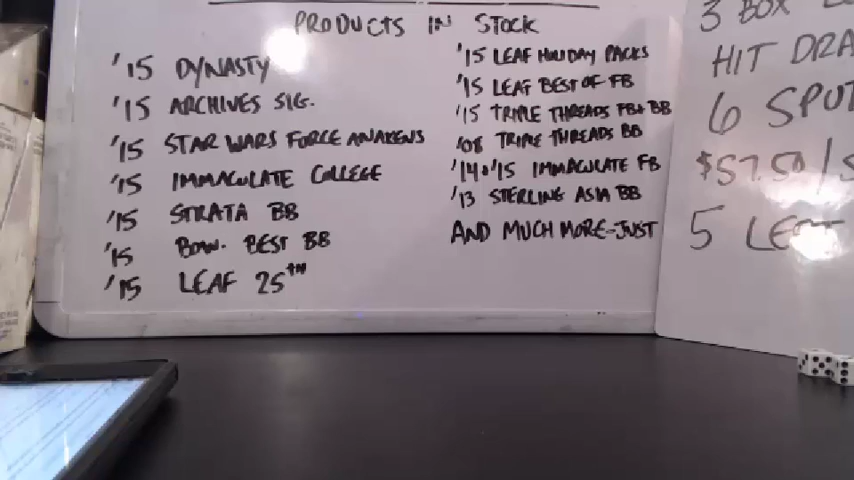 PRODUCTS IN STOCK
'15 DYNASTY
'15 ARCHIVES SIG.
'15 STAR WARS FORCE AWAKENS
'15 IMMACULATE COLLEGE
'15 STRATA BB
'15 BOW. BEST BB
'15 LEAF 25TH
'15 LEAF HOLIDAY PACKS
'15 LEAF BEST OF FB
'15 TRIPLE THREADS FB+BB
'08 TRIPLE THREADS BB
'14+'15 IMMACULATE FB
'13 STERLING ASIA BB
AND MUCH MORE-JUST
3 BOX
HIT DRA
6 SPOT
$57.50/S
5 LEFT